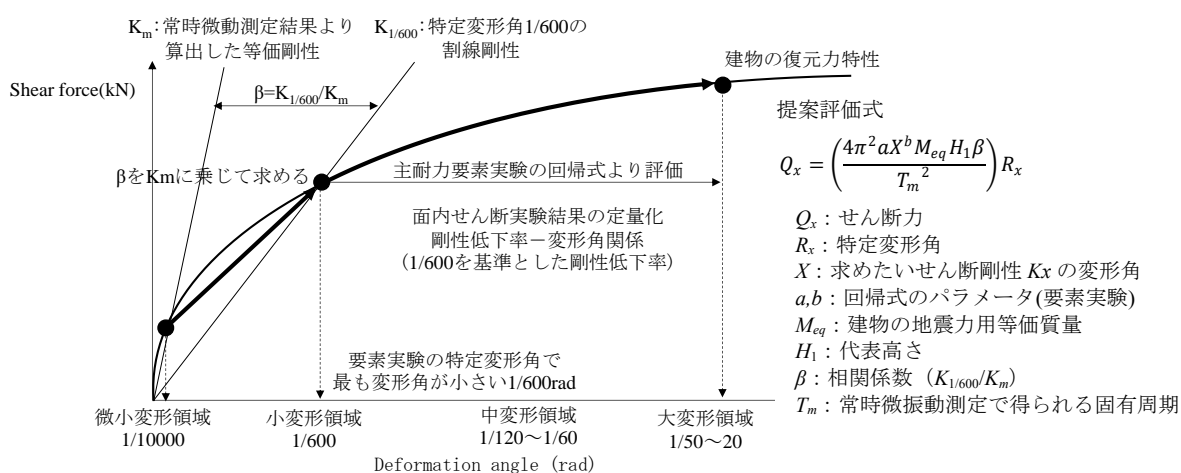 Km:常時微動測定結果より
算出した等価剛性
K1/600:特定変形角1/600の
割線剛性
建物の復元力特性
Shear force(kN)
β=K1/600/Km
提案評価式
Qx = (4π²aX^b Meq H1β / Tm²) Rx
βをKmに乗じて求める
主耐力要素実験の回帰式より評価
面内せん断実験結果の定量化
剛性低下率−変形角関係
(1/600を基準とした剛性低下率)
Qx:せん断力
Rx:特定変形角
X:求めたいせん断剛性 Kx の変形角
a,b:回帰式のパラメータ(要素実験)
Meq:建物の地震力用等価質量
H1:代表高さ
β:相関係数(K1/600/Km)
Tm:常時微振動測定で得られる固有周期
要素実験の特定変形角で
最も変形角が小さい1/600rad
微小変形領域
1/10000
小変形領域
1/600
中変形領域
1/120〜1/60
大変形領域
1/50〜20
Deformation angle (rad)